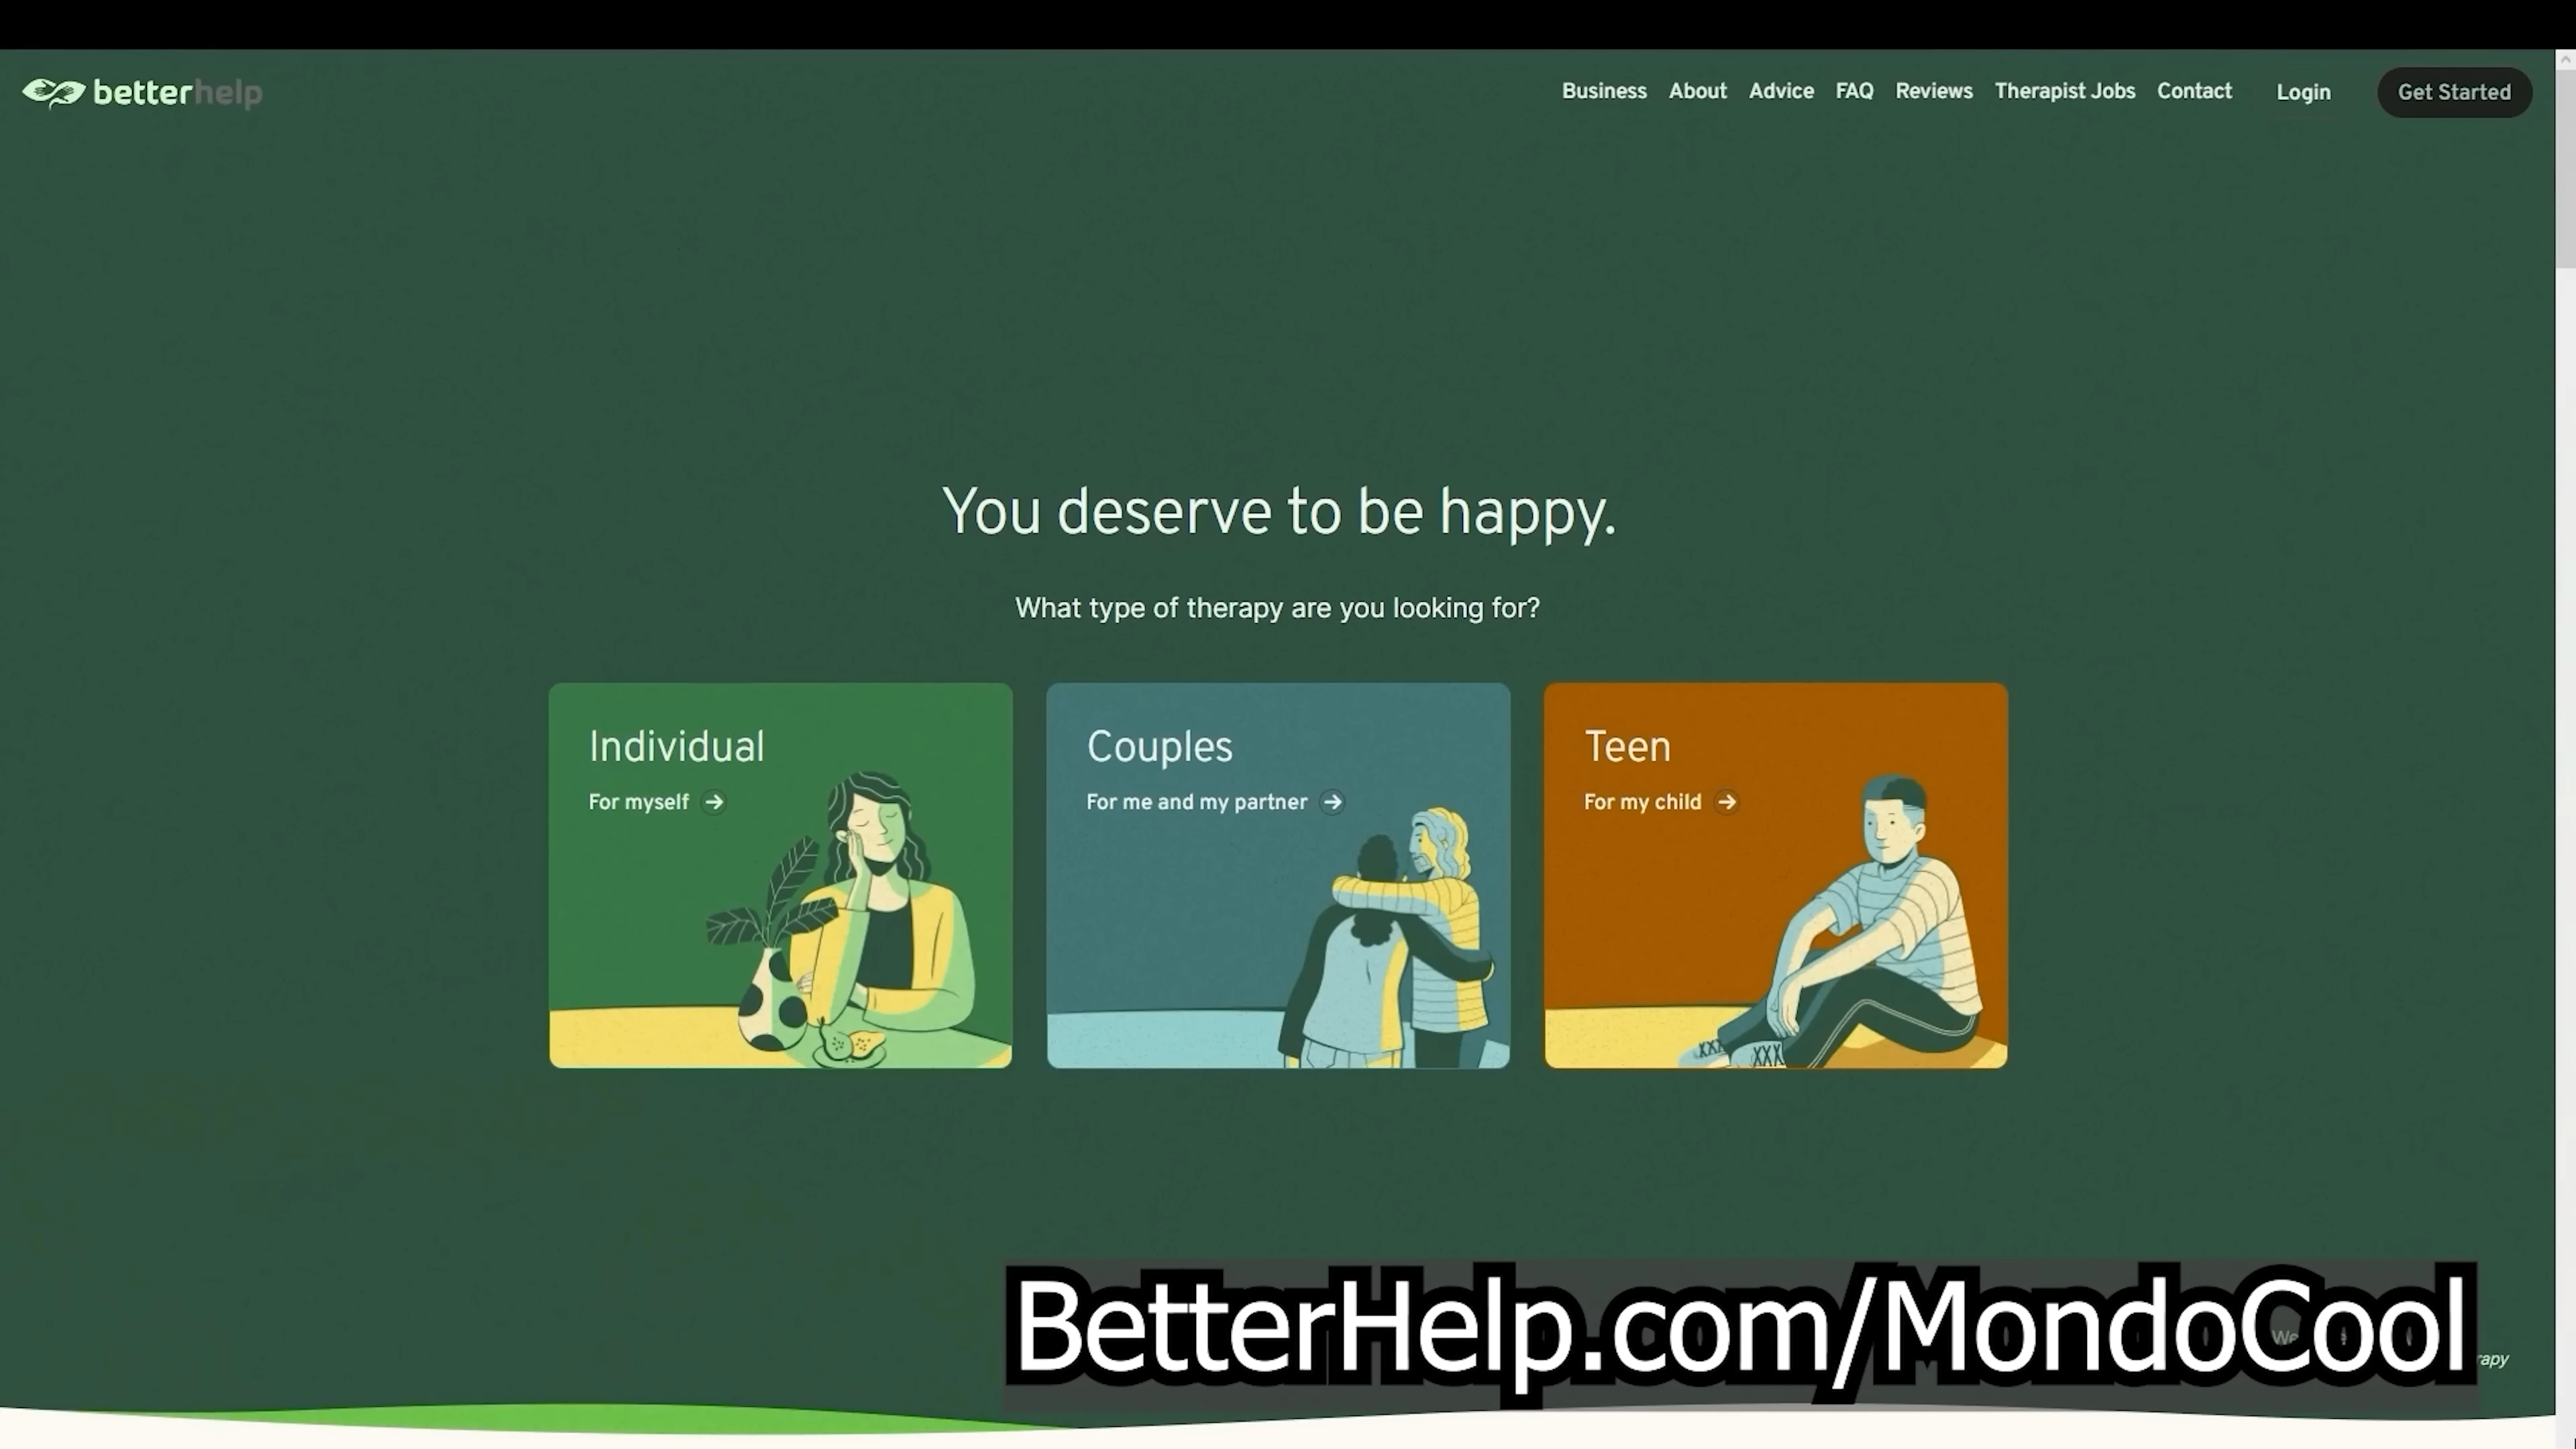 betterhelp
Business About Advice FAQ Reviews Therapist Jobs Contact Login Get Started
You deserve to be happy.
What type of therapy are you looking for?
Individual
For myself
Couples
For me and my partner
Teen
For my child
BetterHelp.com/MondoCool